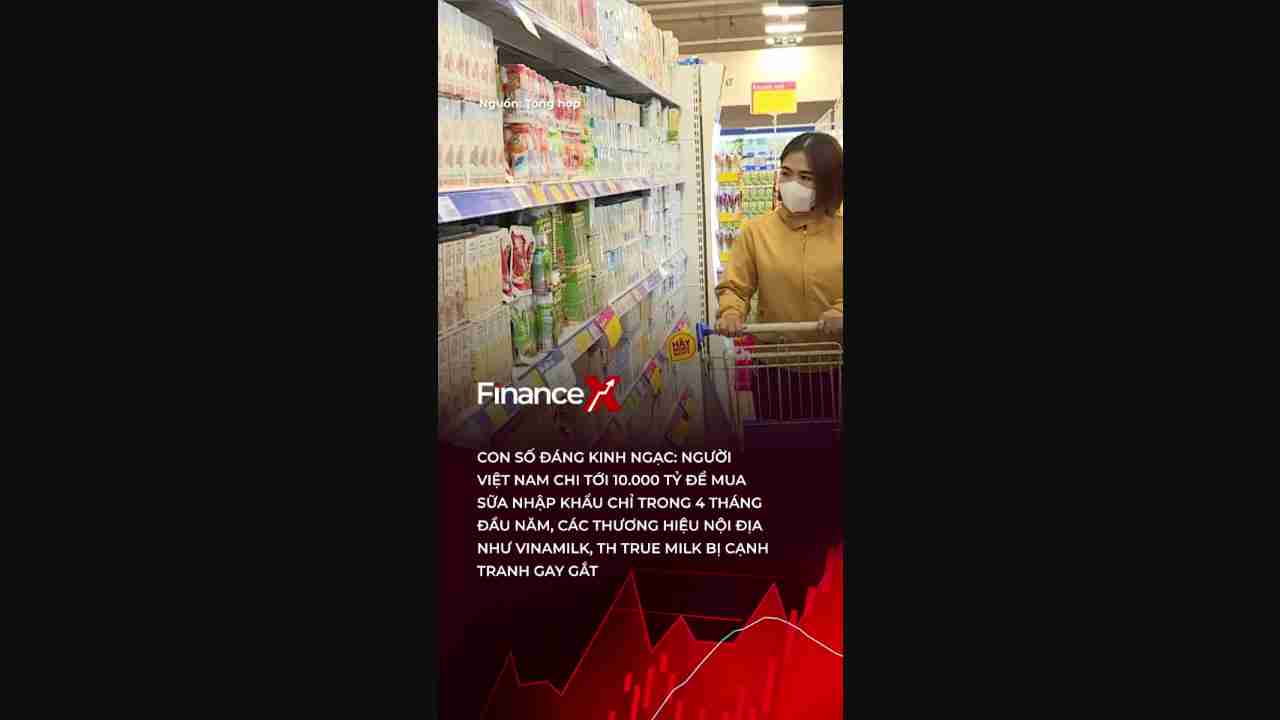 Nguồn: Tổng hợp
HÃY
FinanceX
CON SỐ ĐÁNG KINH NGẠC: NGƯỜI
VIỆT NAM CHI TỚI 10.000 TỶ ĐỂ MUA
SỮA NHẬP KHẨU CHỈ TRONG 4 THÁNG
ĐẦU NĂM, CÁC THƯƠNG HIỆU NỘI ĐỊA
NHƯ VINAMILK, TH TRUE MILK BỊ CẠNH
TRANH GAY GẮT